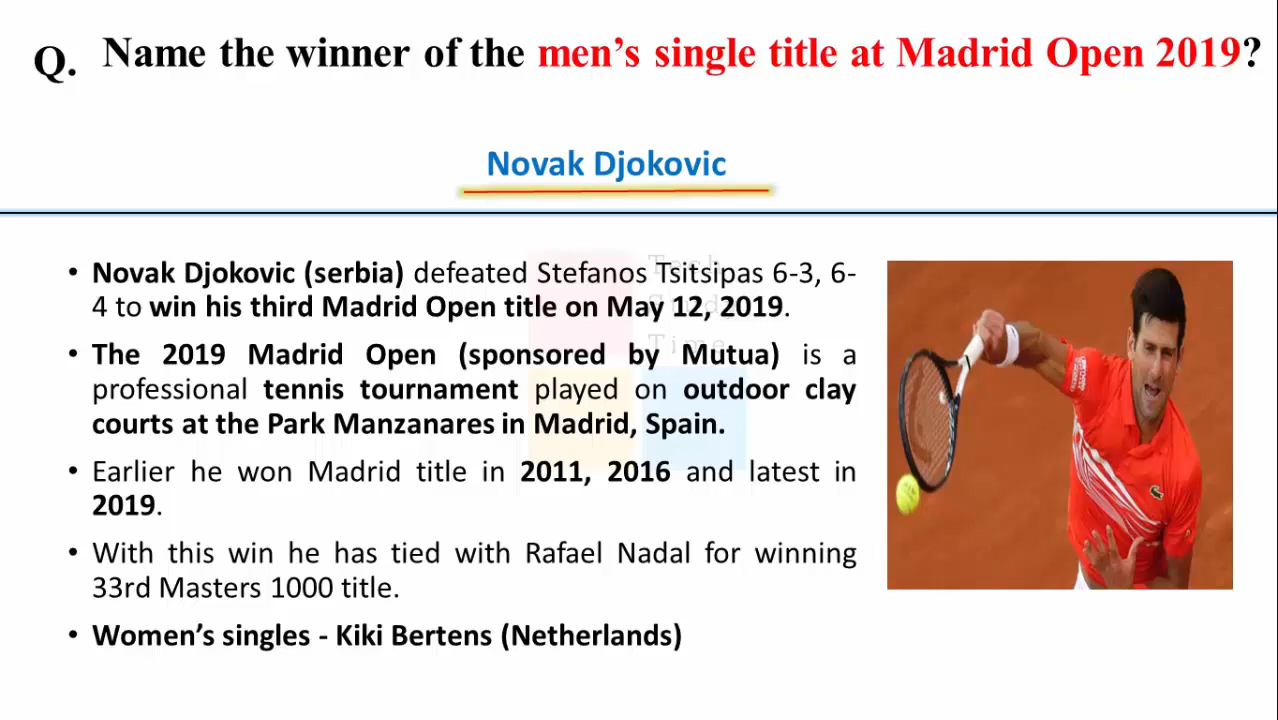 Q. Name the winner of the men’s single title at Madrid Open 2019?
Novak Djokovic
• Novak Djokovic (serbia) defeated Stefanos Tsitsipas 6-3, 6-
4 to win his third Madrid Open title on May 12, 2019.
• The 2019 Madrid Open (sponsored by Mutua) is a
professional tennis tournament played on outdoor clay
courts at the Park Manzanares in Madrid, Spain.
• Earlier he won Madrid title in 2011, 2016 and latest in
2019.
• With this win he has tied with Rafael Nadal for winning
33rd Masters 1000 title.
• Women’s singles - Kiki Bertens (Netherlands)